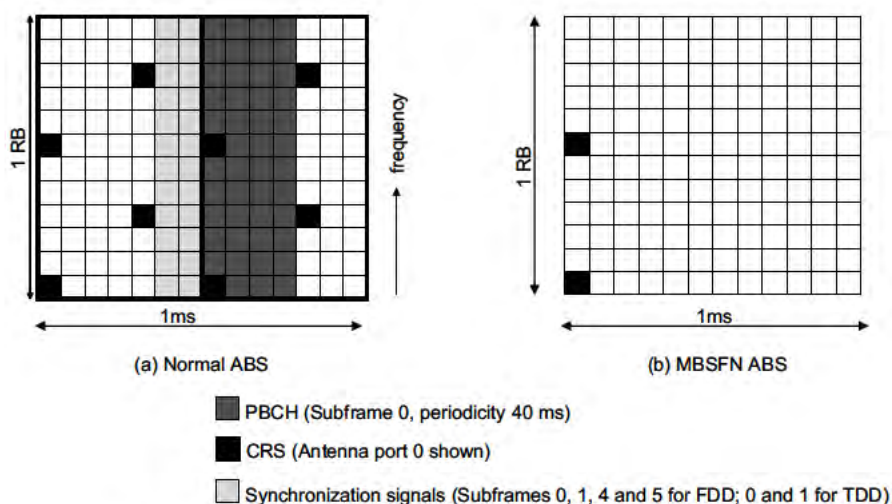 1 RB
frequency
1ms
(a) Normal ABS
1 RB
1ms
(b) MBSFN ABS
PBCH (Subframe 0, periodicity 40 ms)
CRS (Antenna port 0 shown)
Synchronization signals (Subframes 0, 1, 4 and 5 for FDD; 0 and 1 for TDD)